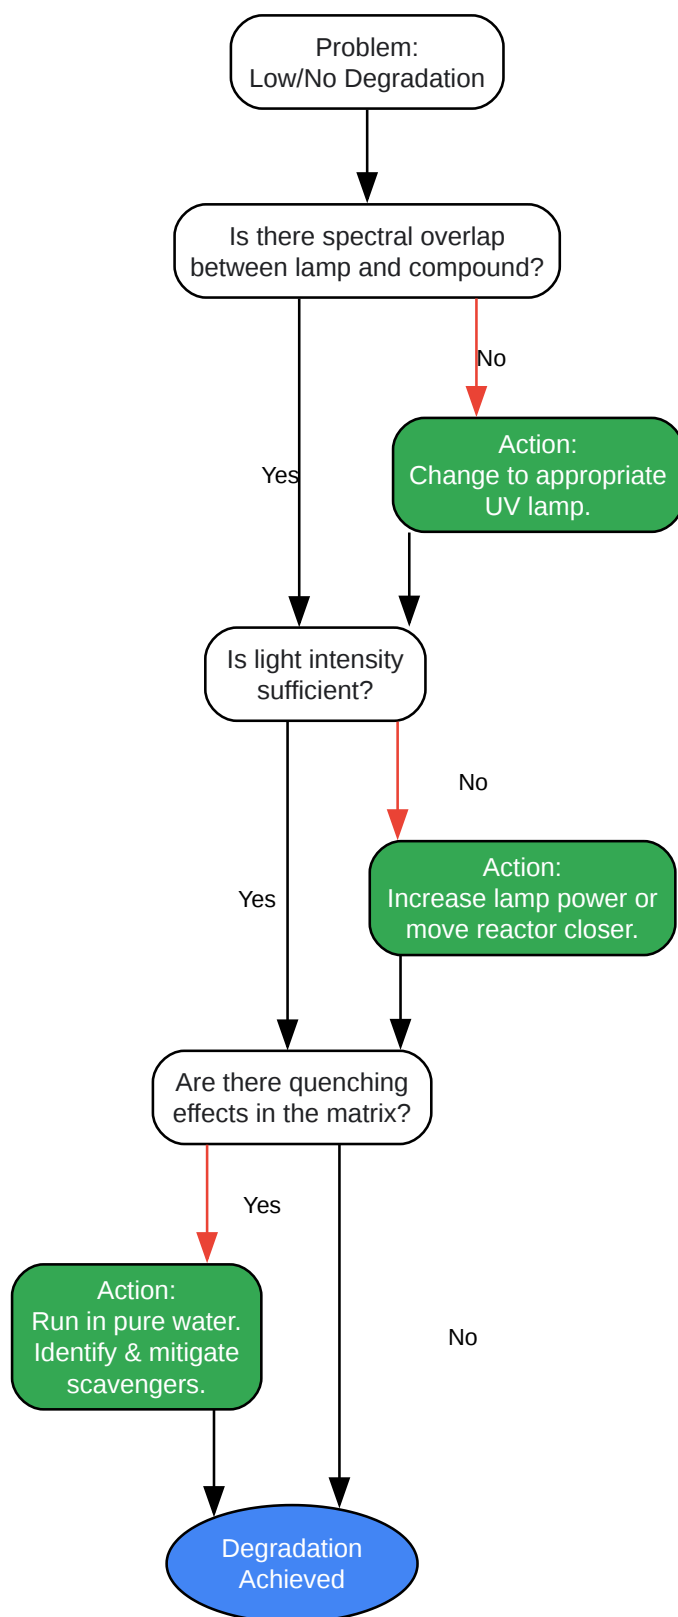 Problem:
Low/No Degradation
Is there spectral overlap
between lamp and compound?
No
Action:
Change to appropriate
UV lamp.
Yes
Is light intensity
sufficient?
No
Action:
Increase lamp power or
move reactor closer.
Yes
Are there quenching
effects in the matrix?
Yes
Action:
Run in pure water.
Identify & mitigate
scavengers.
No
Degradation
Achieved